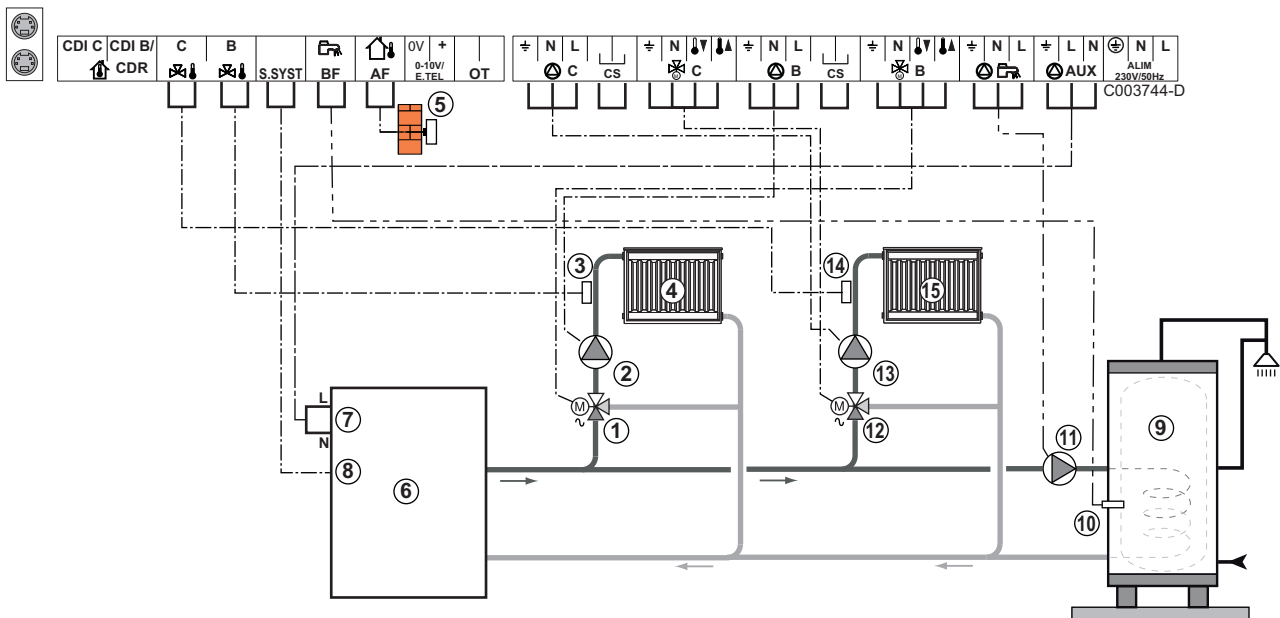 CDI C CDI B/ C B 0V + N L N N L N L N N L L N N L
CDR S.SYST BF AF 0-10V/ E.TEL OT C CS M C B CS M B AUX ALIM 230V/50Hz
C003744-D
5
3
14
4
15
2
13
L
M
1
M
12
7
N
11
9
8
6
10